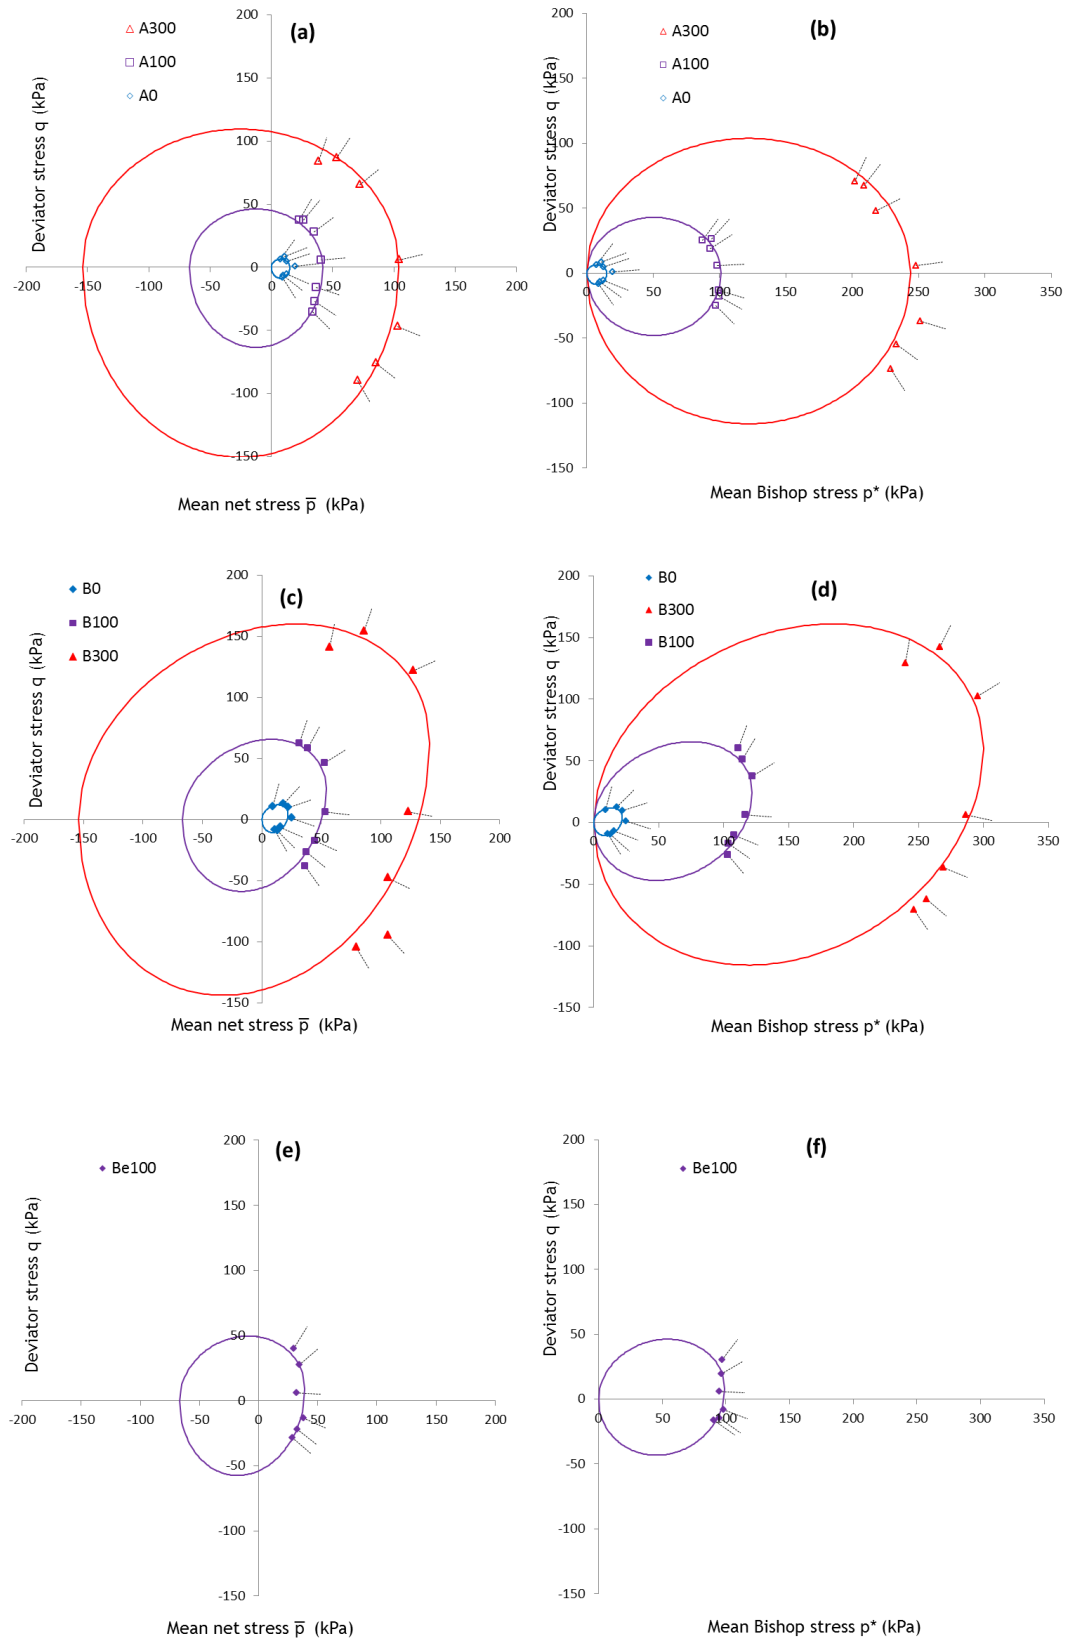 (a)
A300
A100
A0
Deviator stress q (kPa)
200
150
100
50
0
-50
-100
-150
-200 -150 -100 -50 0 50 100 150 200
Mean net stress p̅ (kPa)
(b)
A300
A100
A0
Deviator stress q (kPa)
200
150
100
50
0
-50
-100
-150
0 50 100 150 200 250 300 350
Mean Bishop stress p* (kPa)
(c)
B0
B100
B300
Deviator stress q (kPa)
200
150
100
50
0
-50
-100
-150
-200 -150 -100 -50 0 50 100 150 200
Mean net stress p̅ (kPa)
(d)
B0
B300
B100
Deviator stress q (kPa)
200
150
100
50
0
-50
-100
-150
0 50 100 150 200 250 300 350
Mean Bishop stress p* (kPa)
(e)
Be100
Deviator stress q (kPa)
200
150
100
50
0
-50
-100
-150
-200 -150 -100 -50 0 50 100 150 200
Mean net stress p̅ (kPa)
(f)
Be100
Deviator stress q (kPa)
200
150
100
50
0
-50
-100
-150
0 50 100 150 200 250 300 350
Mean Bishop stress p* (kPa)